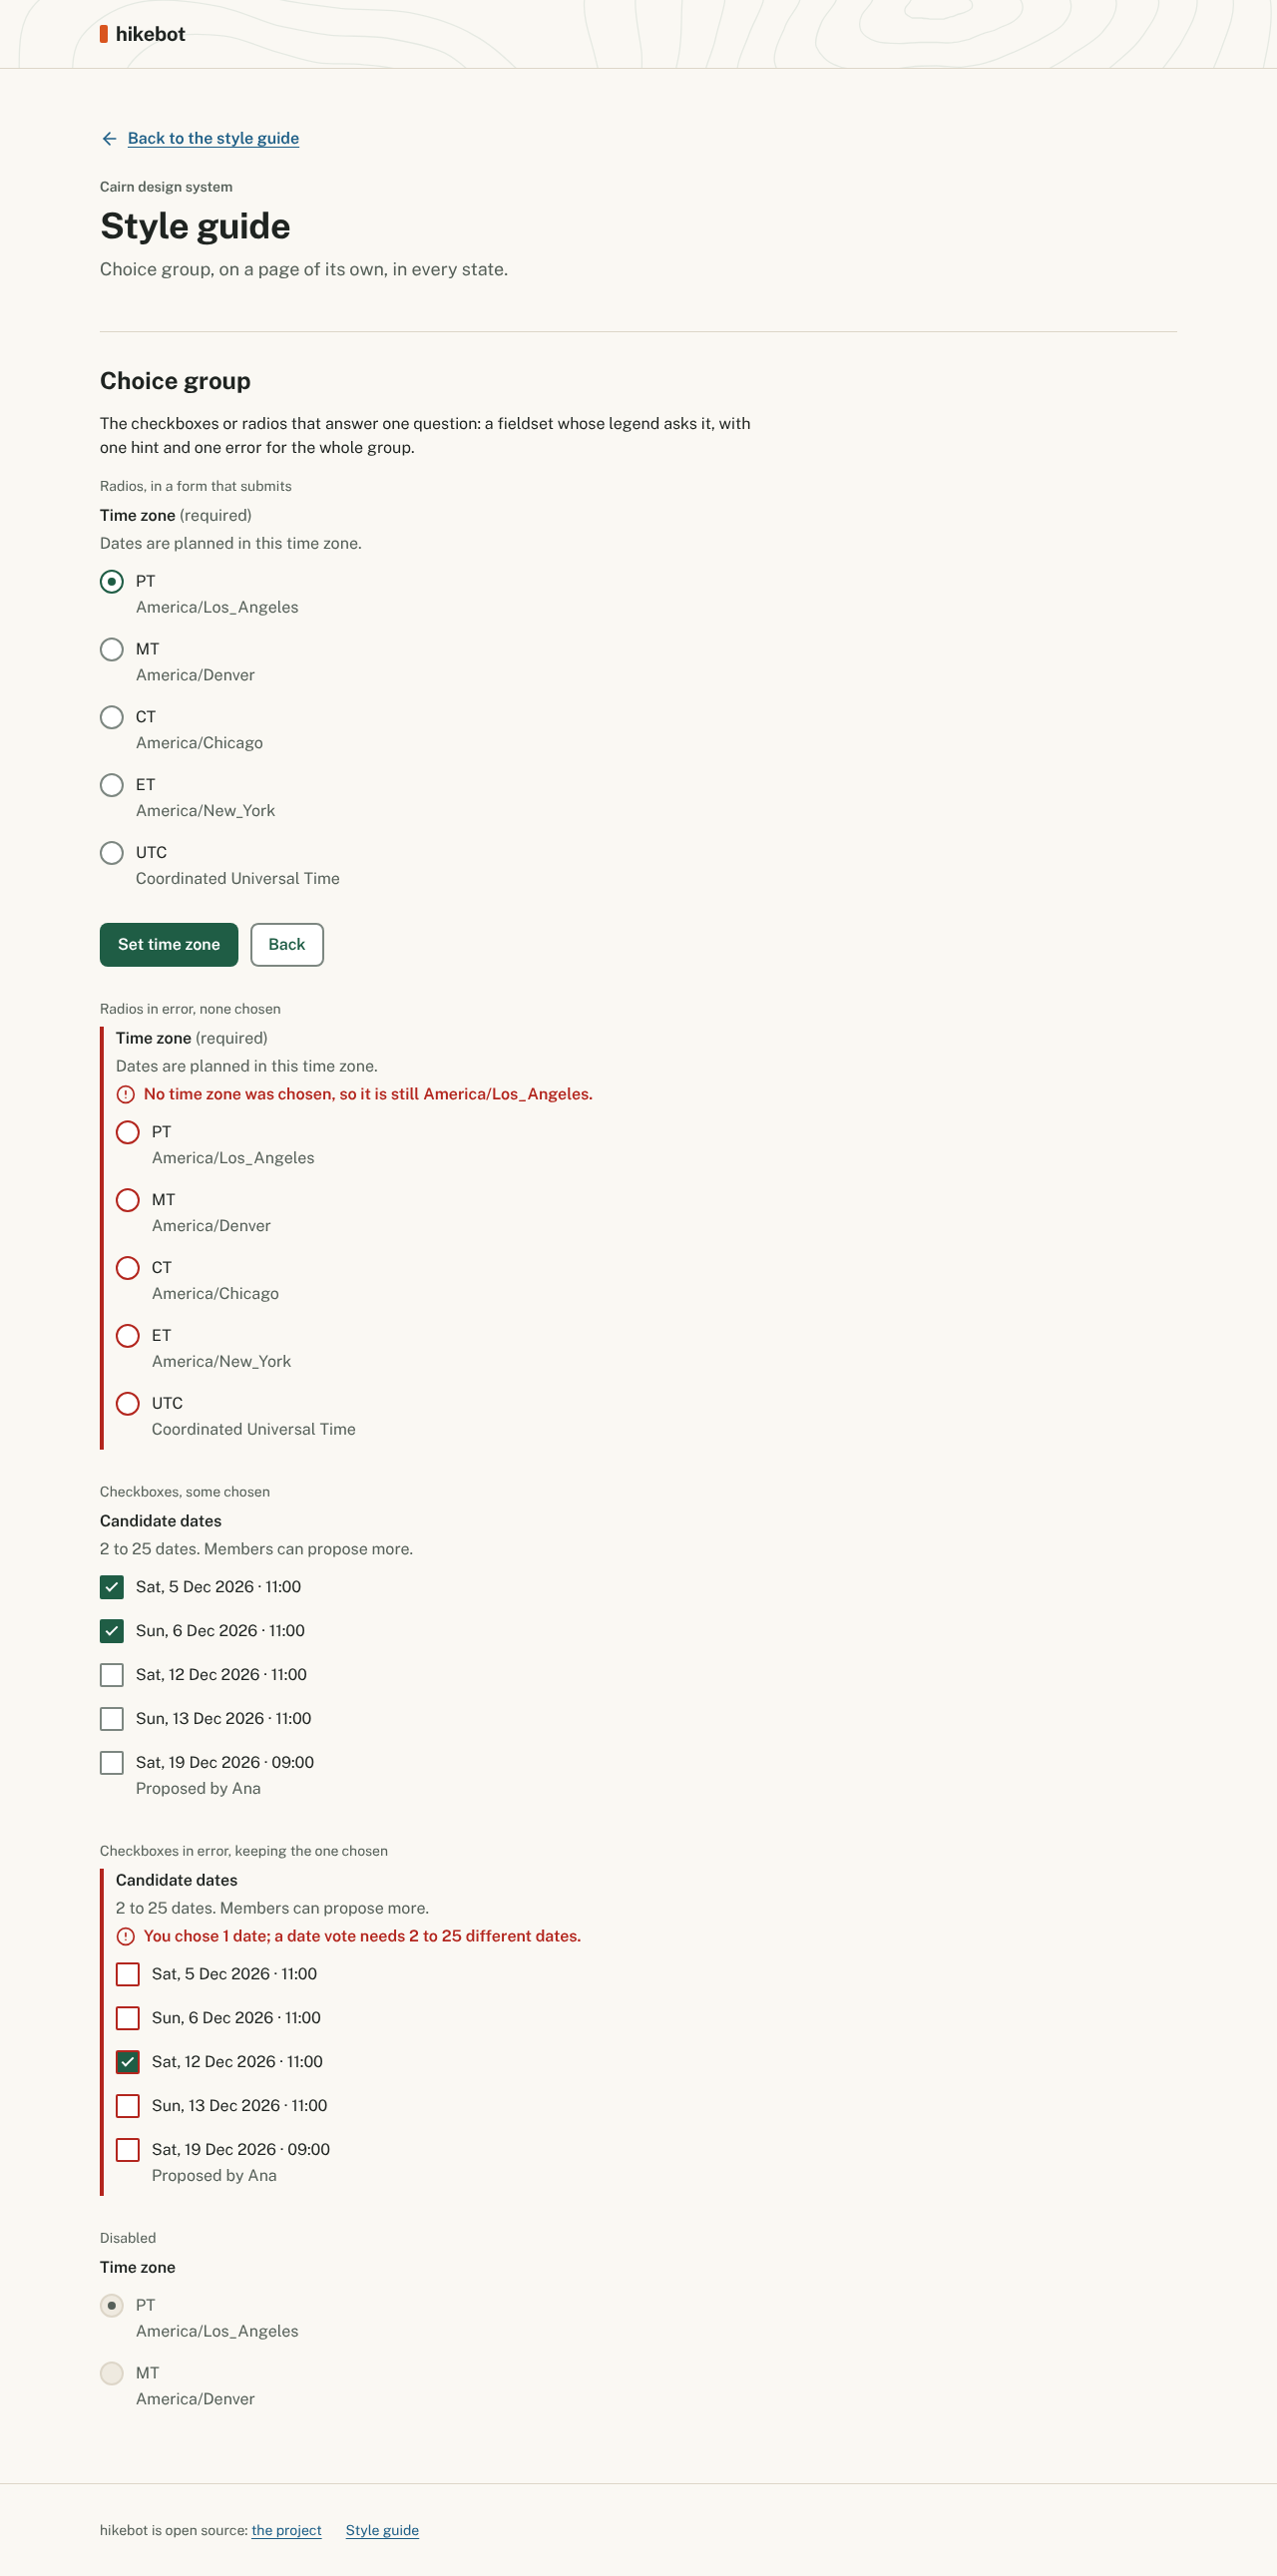 hikebot
Back to the style guide
Cairn design system
Style guide
Choice group, on a page of its own, in every state.
Choice group
The checkboxes or radios that answer one question: a fieldset whose legend asks it, with
one hint and one error for the whole group.
Radios, in a form that submits
Time zone (required)
Dates are planned in this time zone.
PT
America/Los_Angeles
MT
America/Denver
CT
America/Chicago
ET
America/New_York
UTC
Coordinated Universal Time
Set time zone
Back
Radios in error, none chosen
Time zone (required)
Dates are planned in this time zone.
No time zone was chosen, so it is still America/Los_Angeles.
PT
America/Los_Angeles
MT
America/Denver
CT
America/Chicago
ET
America/New_York
UTC
Coordinated Universal Time
Checkboxes, some chosen
Candidate dates
2 to 25 dates. Members can propose more.
Sat, 5 Dec 2026 · 11:00
Sun, 6 Dec 2026 · 11:00
Sat, 12 Dec 2026 · 11:00
Sun, 13 Dec 2026 · 11:00
Sat, 19 Dec 2026 · 09:00
Proposed by Ana
Checkboxes in error, keeping the one chosen
Candidate dates
2 to 25 dates. Members can propose more.
You chose 1 date; a date vote needs 2 to 25 different dates.
Sat, 5 Dec 2026 · 11:00
Sun, 6 Dec 2026 · 11:00
Sat, 12 Dec 2026 · 11:00
Sun, 13 Dec 2026 · 11:00
Sat, 19 Dec 2026 · 09:00
Proposed by Ana
Disabled
Time zone
PT
America/Los_Angeles
MT
America/Denver
hikebot is open source: the project
Style guide